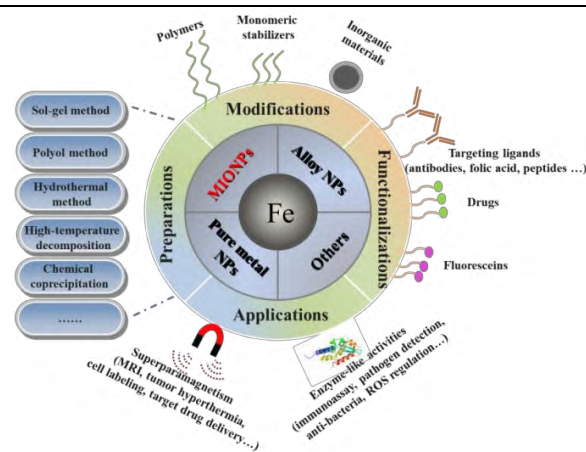 Polymers
Monomeric
stabilizers
Inorganic
materials
Modifications
Sol-gel method
Polyol method
Hydrothermal
method
High-temperature
decomposition
Chemical
coprecipitation
......
Preparations
MIONPs
Alloy NPs
Fe
Pure metal
NPs
Others
Functionalizations
Targeting ligands
(antibodies, folic acid, peptides ...)
Drugs
Fluoresceins
Applications
Superparamagnetism
(MRI, tumor hyperthermia,
cell labeling, target drug delivery...)
Enzyme-like activities
(immunoassay, pathogen detection,
anti-bacteria, ROS regulation...)